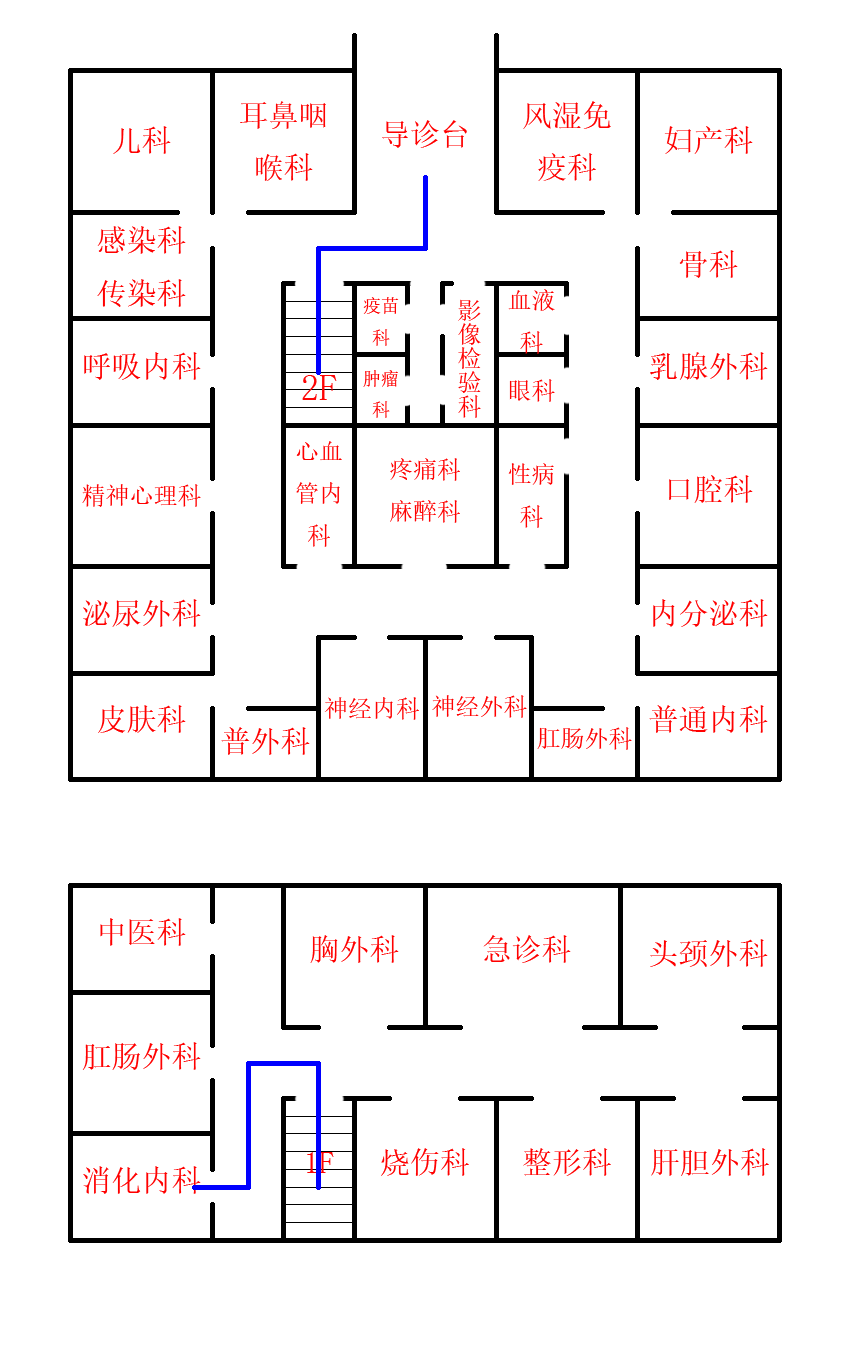 儿科
耳鼻咽
喉科
导诊台
风湿免
疫科
妇产科
感染科
传染科
骨科
疫苗
科
影像检验科
血液
科
呼吸内科
2F
肿瘤
科
眼科
乳腺外科
精神心理科
心血
管内
科
疼痛科
麻醉科
性病
科
口腔科
泌尿外科
内分泌科
皮肤科
普外科
神经内科
神经外科
肛肠外科
普通内科
中医科
胸外科
急诊科
头颈外科
肛肠外科
消化内科
1F
烧伤科
整形科
肝胆外科